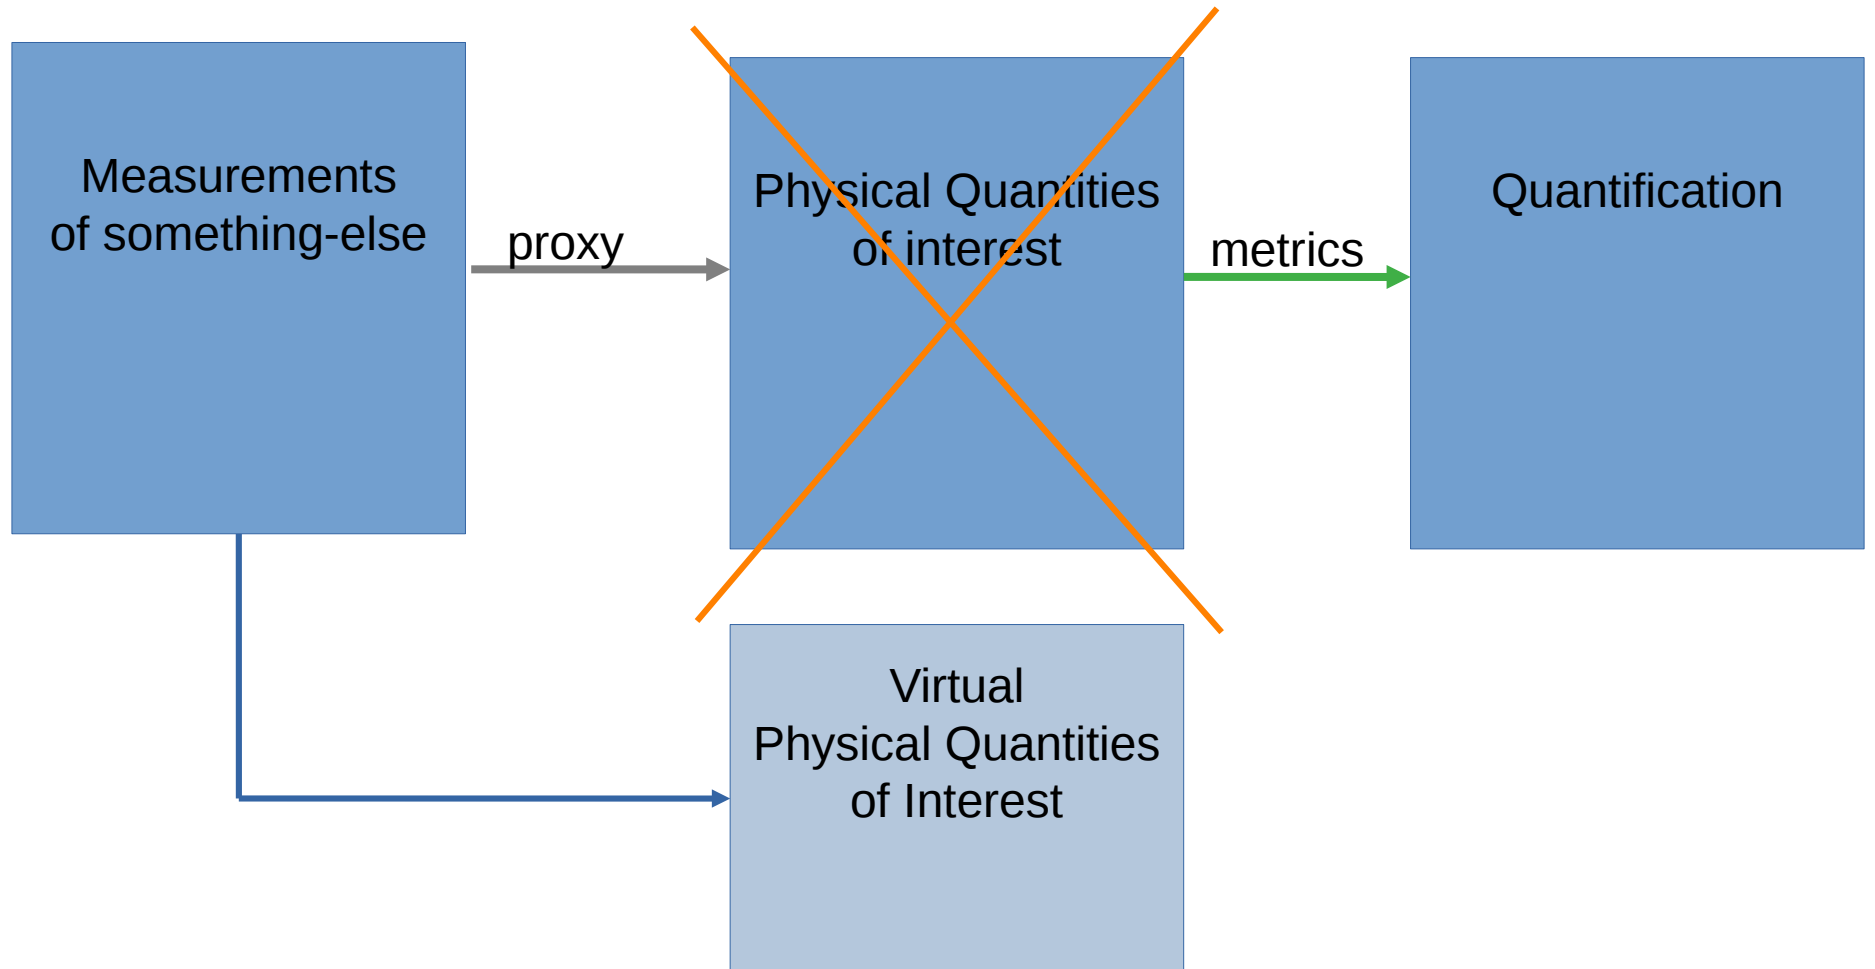 Measurements
of something-else
proxy
Physical Quantities
of interest
metrics
Quantification
Virtual
Physical Quantities
of Interest